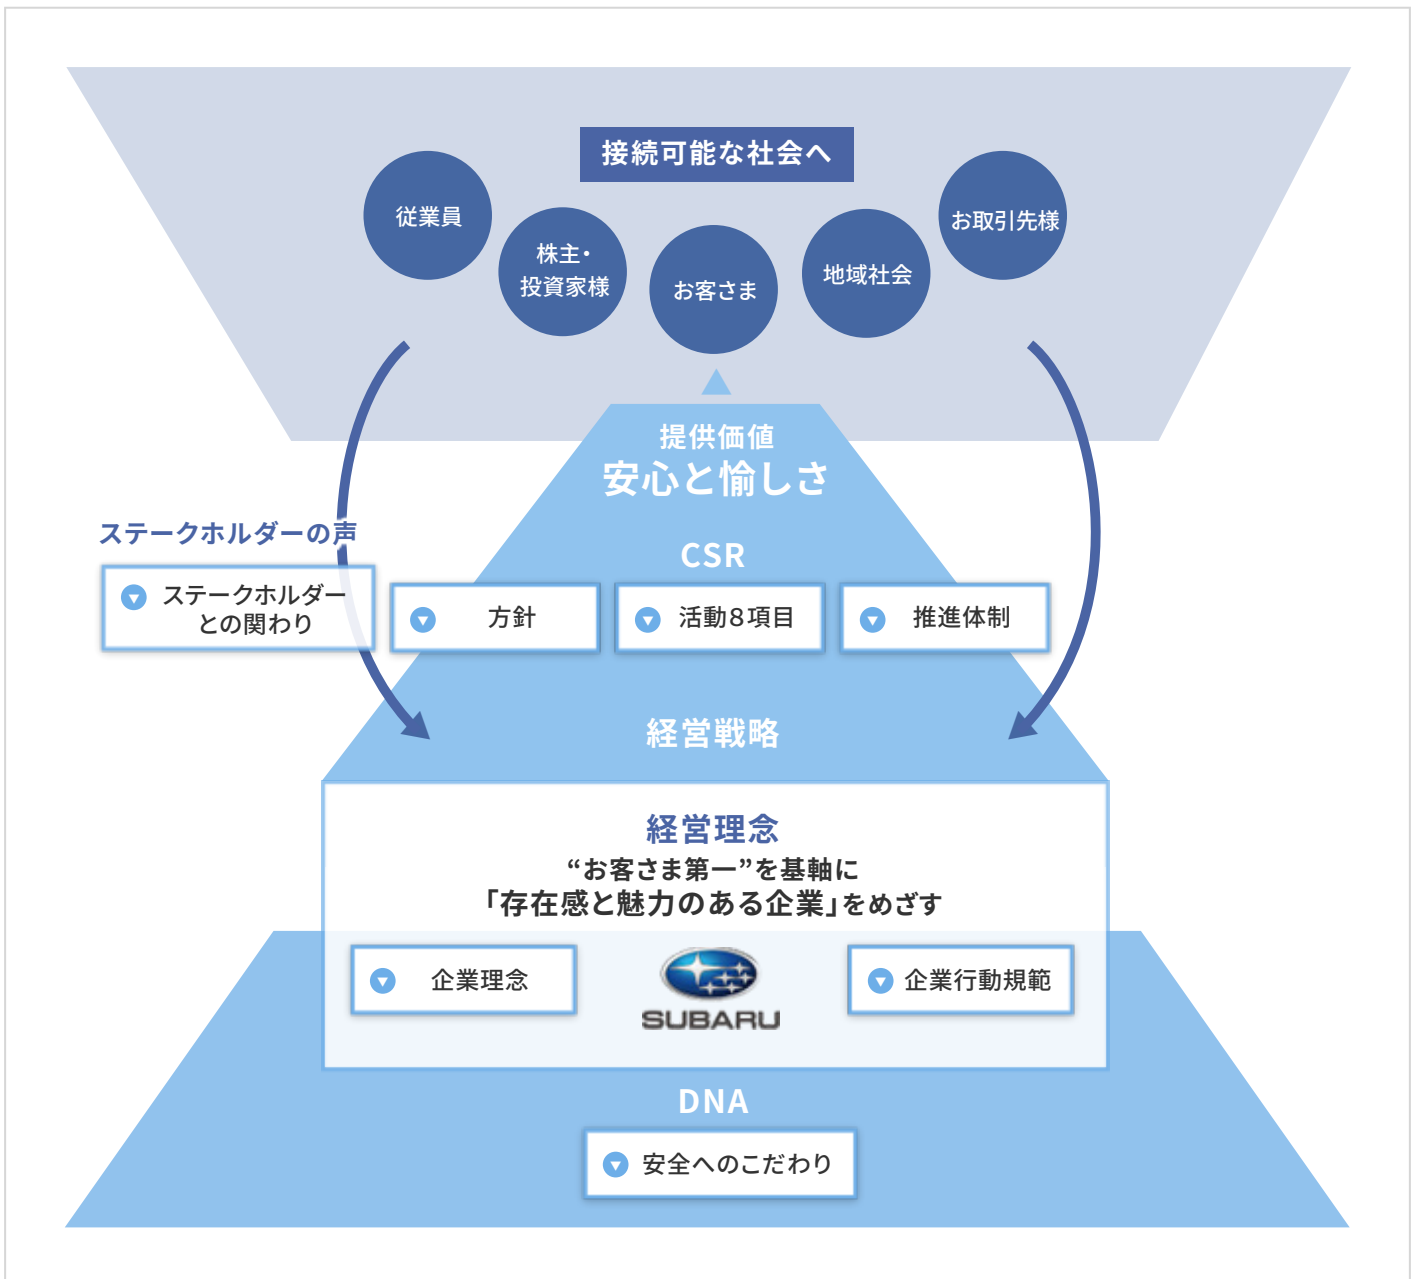 接続可能な社会へ
従業員
株主・
投資家様
お客さま
地域社会
お取引先様
提供価値
安心と愉しさ
CSR
ステークホルダーの声
ステークホルダー
との関わり
方針
活動8項目
推進体制
経営戦略
経営理念
“お客さま第一”を基軸に
「存在感と魅力のある企業」をめざす
企業理念
SUBARU
企業行動規範
DNA
安全へのこだわり